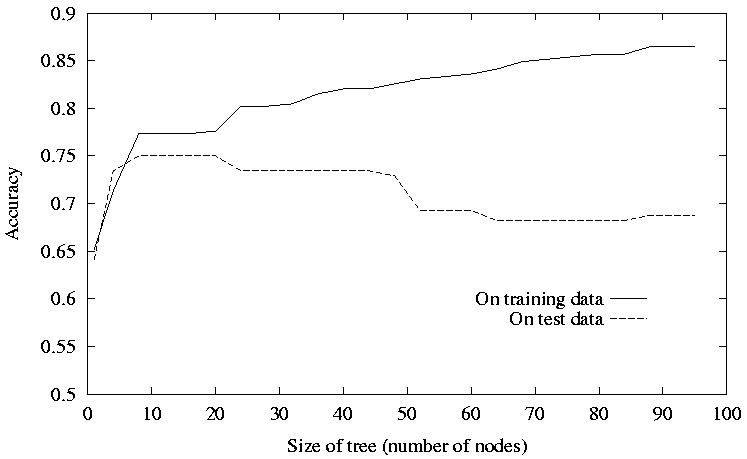 0.9
0.85
0.8
0.75
0.7
0.65
0.6
0.55
0.5
Accuracy
On training data
On test data
0 10 20 30 40 50 60 70 80 90 100
Size of tree (number of nodes)